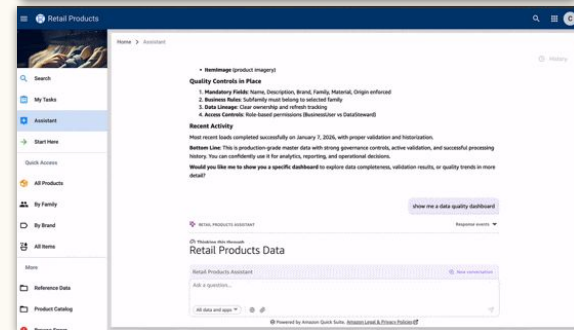 Retail Products
Home > Assistant
History
Search
My Tasks
Assistant
Start Here
Quick Access
All Products
By Family
By Brand
All Items
More
Reference Data
Product Catalog
• ItemImage (product imagery)
Quality Controls in Place
1. Mandatory Fields: Name, Description, Brand, Family, Material, Origin enforced
2. Business Rules: Subfamily must belong to selected family
3. Data Lineage: Clear ownership and refresh tracking
4. Access Controls: Role-based permissions (BusinessUser vs DataSteward)
Recent Activity
Most recent loads completed successfully on January 7, 2026, with proper validation and historization.
Bottom Line: This is production-grade master data with strong governance controls, active validation, and successful processing
history. You can confidently use it for analytics, reporting, and operational decisions.
Would you like me to show you a specific dashboard to explore data completeness, validation results, or quality trends in more
detail?
show me a data quality dashboard
RETAIL PRODUCTS ASSISTANT
Response events
Thinking this through
Retail Products Data
Retail Products Assistant
New conversation
Ask a question...
All data and apps
Powered by Amazon Quick Suite. Amazon Legal & Privacy Policies